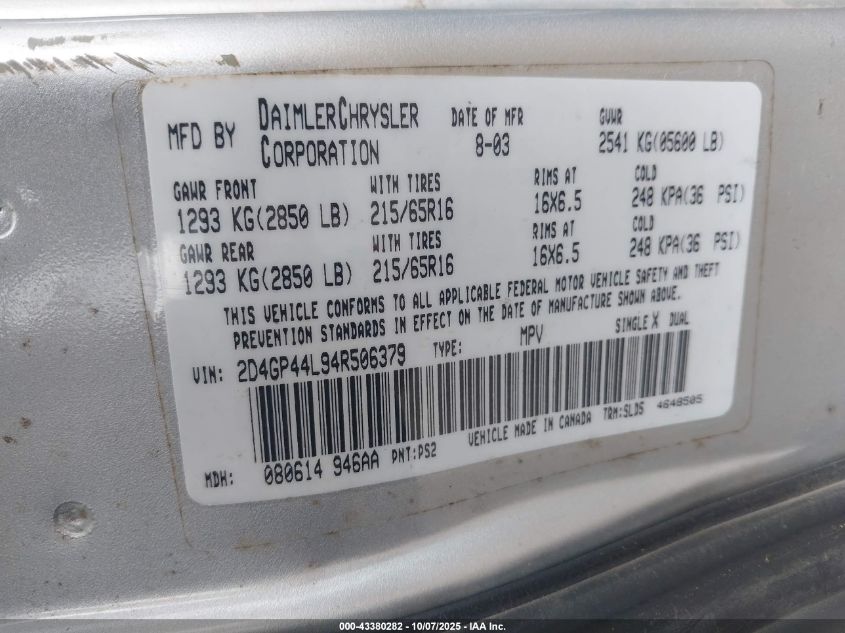 MFD BY DAIMLERCHRYSLER CORPORATION DATE OF MFR 8-03 GVWR 2541 KG(05600 LB)
GAWR FRONT WITH TIRES RIMS AT COLD
1293 KG(2850 LB) 215/65R16 16X6.5 248 KPA(36 PSI)
GAWR REAR WITH TIRES RIMS AT COLD
1293 KG(2850 LB) 215/65R16 16X6.5 248 KPA(36 PSI)
THIS VEHICLE CONFORMS TO ALL APPLICABLE FEDERAL MOTOR VEHICLE SAFETY AND THEFT
PREVENTION STANDARDS IN EFFECT ON THE DATE OF MANUFACTURE SHOWN ABOVE.
VIN: 2D4GP44L94R506379 TYPE: MPV SINGLE X DUAL
VEHICLE MADE IN CANADA TRM:SLD5 4648505
MDH: 080614 946AA PNT:PS2
000-43380282 - 10/07/2025 - IAA Inc.